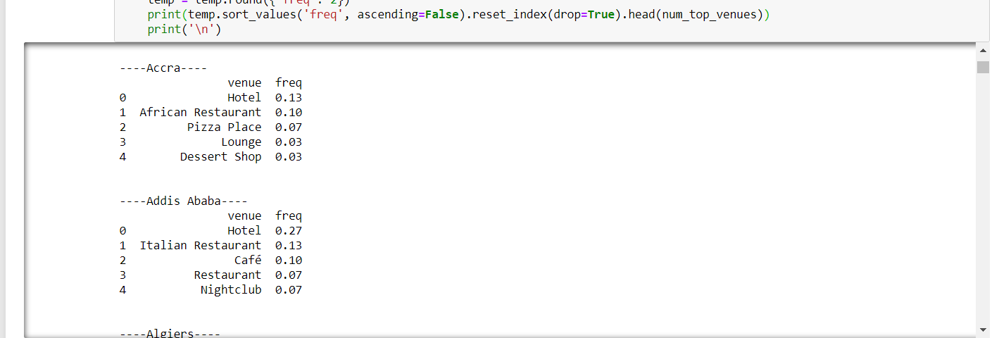 temp = temp.round({'freq': 2})
print(temp.sort_values('freq', ascending=False).reset_index(drop=True).head(num_top_venues))
print('\n')
----Accra----
venue freq
0 Hotel 0.13
1 African Restaurant 0.10
2 Pizza Place 0.07
3 Lounge 0.03
4 Dessert Shop 0.03
----Addis Ababa----
venue freq
0 Hotel 0.27
1 Italian Restaurant 0.13
2 Café 0.10
3 Restaurant 0.07
4 Nightclub 0.07
----Algiers----